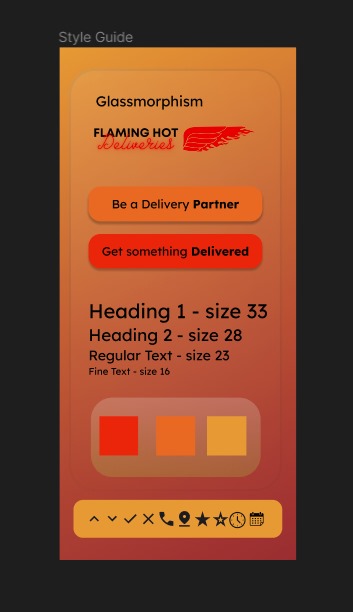 Style Guide
Glassmorphism
FLAMING HOT
Deliveries
Be a Delivery Partner
Get something Delivered
Heading 1 - size 33
Heading 2 - size 28
Regular Text - size 23
Fine Text - size 16